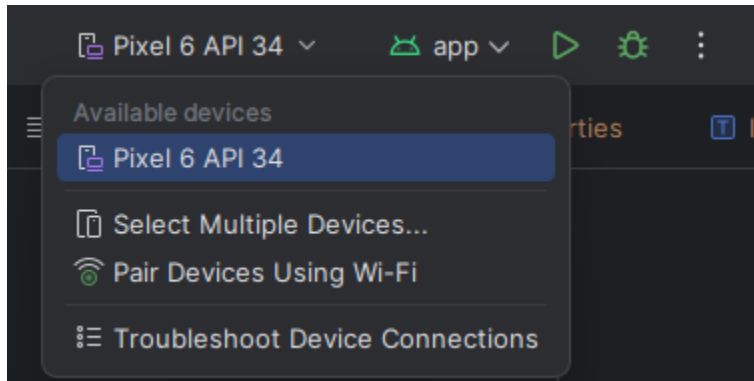 Pixel 6 API 34
app
Available devices
rties
T
Pixel 6 API 34
Select Multiple Devices...
Pair Devices Using Wi-Fi
Troubleshoot Device Connections